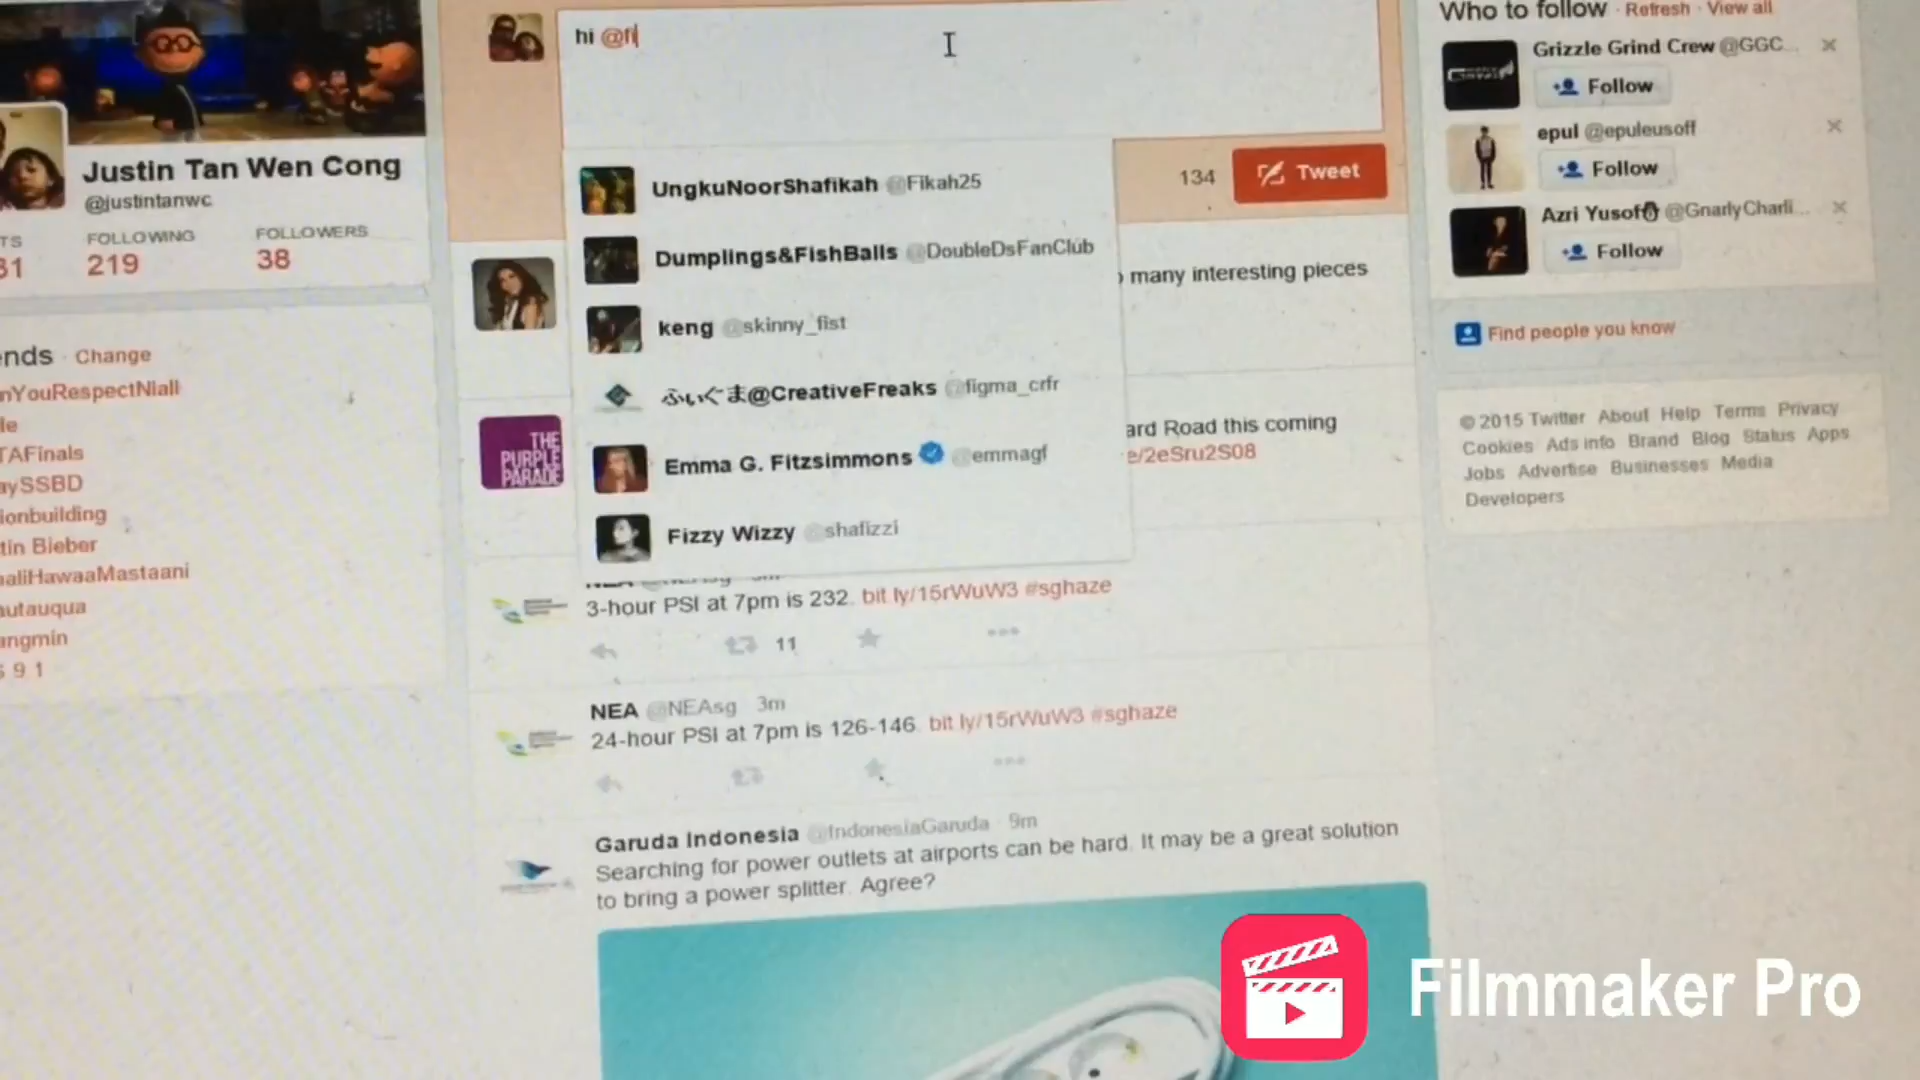 Justin Tan Wen Cong
@justintanwc
FOLLOWING
FOLLOWERS
31
219
38
Change
nYouRespectNiall
TAFinals
aySSBD
ionbuilding
tin Bieber
aliHawaaMastaani
autauqua
angmin
9 1
hi @fi
134
Tweet
UngkuNoorShafikah @Fikah25
Dumplings&FishBalls @DoubleDsFanClub
keng @skinny_fist
ふぃぐま@CreativeFreaks @figma_crfr
Emma G. Fitzsimmons @emmagf
Fizzy Wizzy @shafizzi
many interesting pieces
THE
PURPLE
PARADE
ard Road this coming
e/2eSru2S08
3-hour PSI at 7pm is 232. bit.ly/15rWuW3 #sghaze
11
NEA @NEAsg 3m
24-hour PSI at 7pm is 126-146. bit.ly/15rWuW3 #sghaze
Garuda Indonesia @IndonesiaGaruda · 9m
Searching for power outlets at airports can be hard. It may be a great solution
to bring a power splitter. Agree?
Who to follow · Refresh · View all
Grizzle Grind Crew @GGC...
Follow
epul @epuleusoff
Follow
Azri Yusof @GnarlyCharli...
Follow
Find people you know
© 2015 Twitter About Help Terms Privacy
Cookies Ads info Brand Blog Status Apps
Jobs Advertise Businesses Media
Developers
Filmmaker Pro